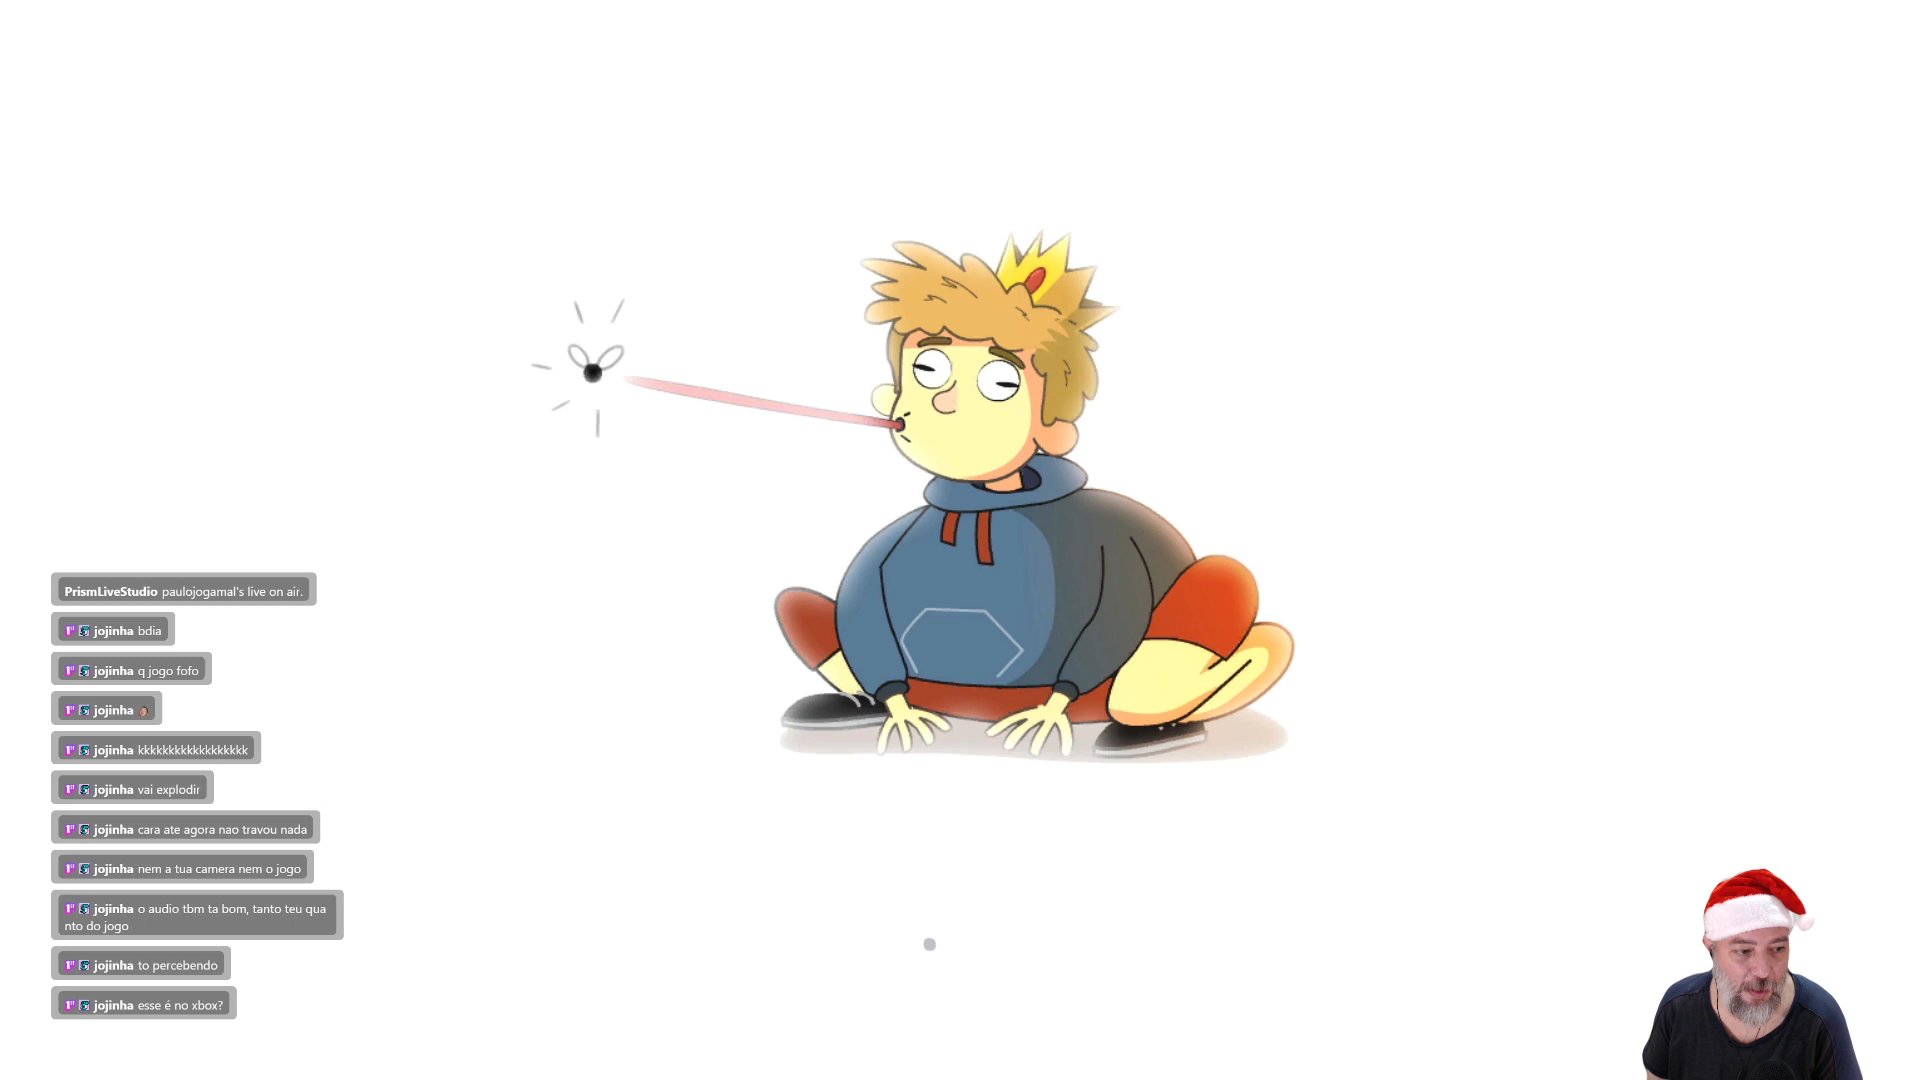 PrismLiveStudio paulojogamal's live on air.
jojinha bdia
jojinha q jogo fofo
jojinha
jojinha kkkkkkkkkkkkkkkkkk
jojinha vai explodir
jojinha cara ate agora nao travou nada
jojinha nem a tua camera nem o jogo
jojinha o audio tbm ta bom, tanto teu qua
nto do jogo
jojinha to percebendo
jojinha esse é no xbox?